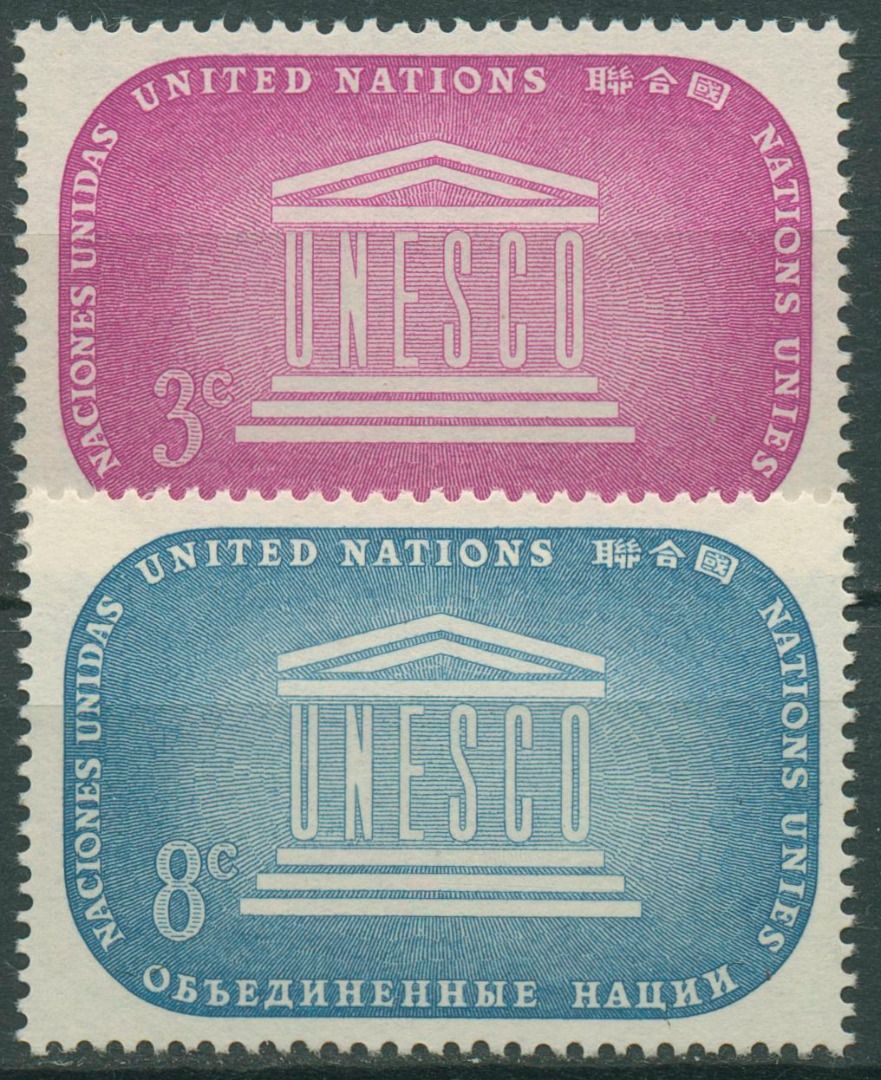 UNITED NATIONS 聯合國
NACIONES UNIDAS
NATIONS UNIES
UNESCO
3c
UNITED NATIONS 聯合國
NACIONES UNIDAS
NATIONS UNIES
UNESCO
8c
ОБЪЕДИНЕННЫЕ НАЦИИ